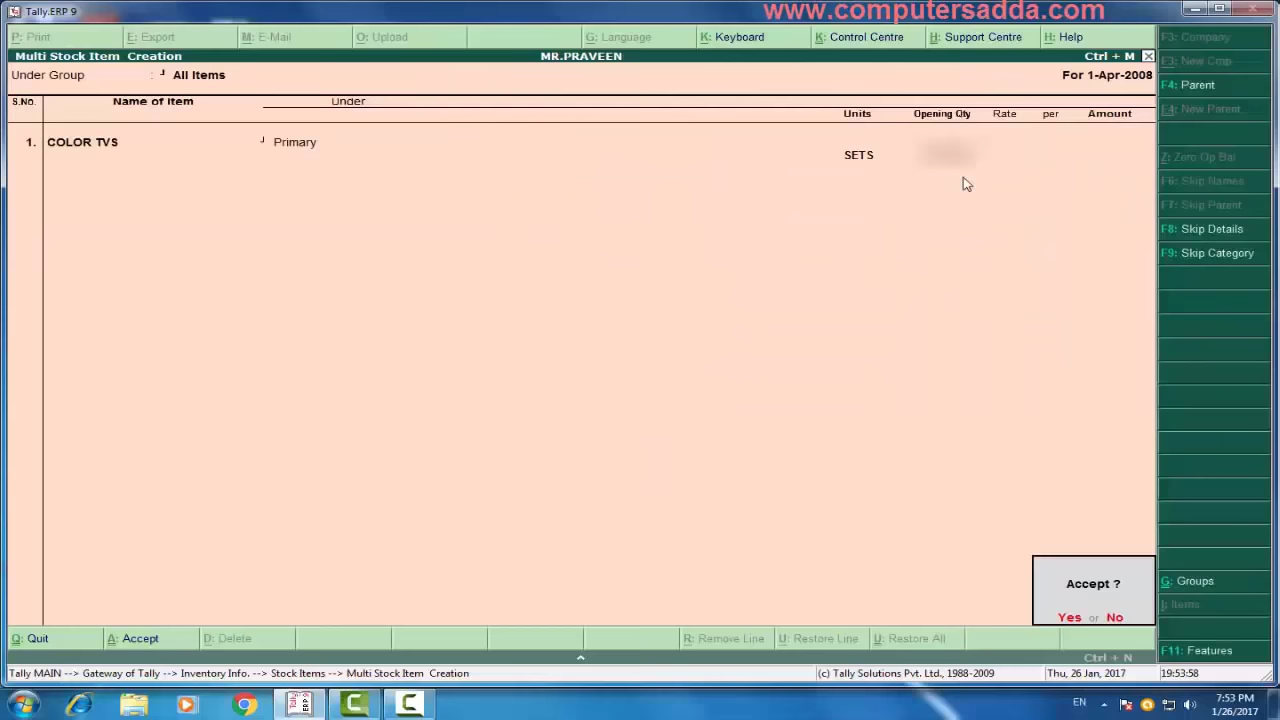 Tally.ERP 9
www.computersadda.com
P: Print E: Export M: E-Mail O: Upload G: Language K: Keyboard K: Control Centre H: Support Centre H: Help
F3: Company
Multi Stock Item Creation MR.PRAVEEN Ctrl + M
F3: New Cmp
Under Group : All Items For 1-Apr-2008
F4: Parent
S.No. Name of Item Under
Units Opening Qty Rate per Amount
F4: New Parent
1. COLOR TVS Primary
SETS
Z: Zero Op Bal
F6: Skip Names
F7: Skip Parent
F8: Skip Details
F9: Skip Category
Accept ?
Yes or No
G: Groups
I: Items
Q: Quit A: Accept D: Delete R: Remove Line U: Restore Line U: Restore All
F11: Features
Ctrl + N
Tally MAIN --> Gateway of Tally --> Inventory Info. --> Stock Items --> Multi Stock Item Creation (c) Tally Solutions Pvt. Ltd., 1988-2009 Thu, 26 Jan, 2017 19:53:58
Tally ERP 9
EN 7:53 PM
1/26/2017